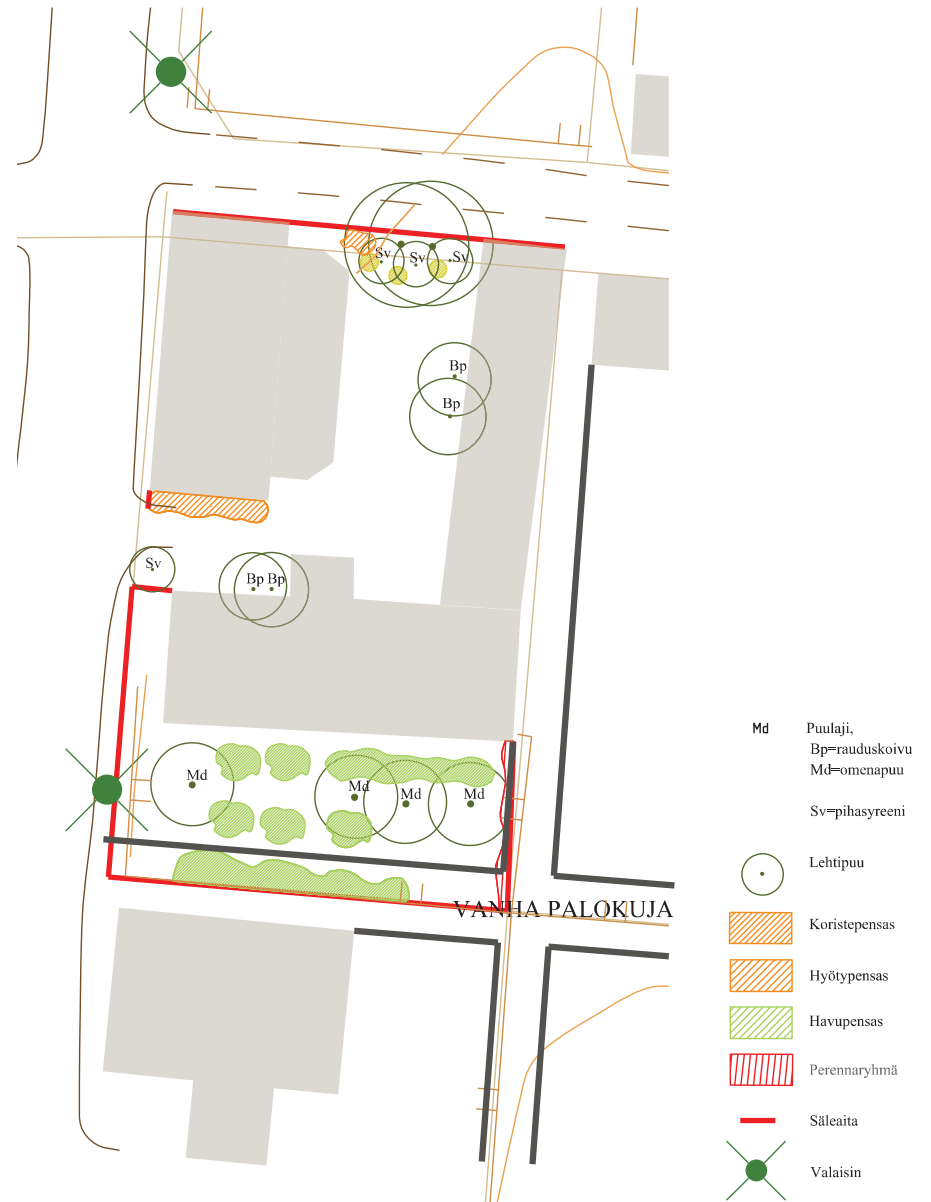 Sv
Sv
Sv
Bp
Bp
Sv
Bp Bp
Md
Md
Md
Md
VANHA PALOKUJA
Md Puulaji,
Bp=rauduskoivu
Md=omenapuu
Sv=pihasyreeni
Lehtipuu
Koristepensas
Hyötypensas
Havupensas
Perennaryhmä
Säleaita
Valaisin